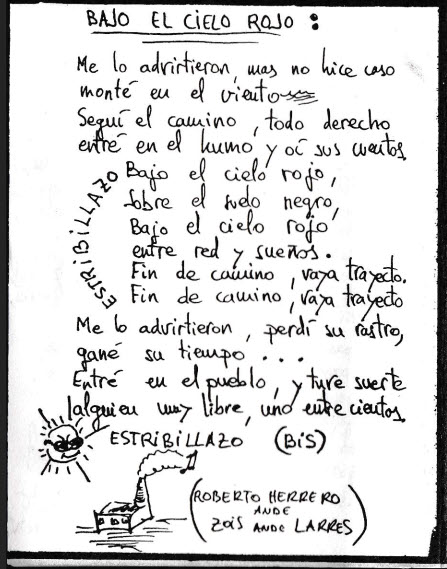 BAJO EL CIELO ROJO :
Me lo advirtieron, mas no hice caso
monté en el viento
Seguí el camino, todo derecho
entré en el humo y oí sus cuentos.
ESTRIBILLAZO
Bajo el cielo rojo,
sobre el suelo negro,
Bajo el cielo rojo
entre red y sueños.
Fin de camino, vaya trayecto.
Fin de camino, vaya trayecto
Me lo advirtieron, perdí su rastro,
gané su tiempo ...
Entré en el pueblo, y tuve suerte
alguien muy libre, uno entre cientos.
ESTRIBILLAZO (BIS)
(ROBERTO HERRERO
ANDE
ZOIS ANDE LARRES)